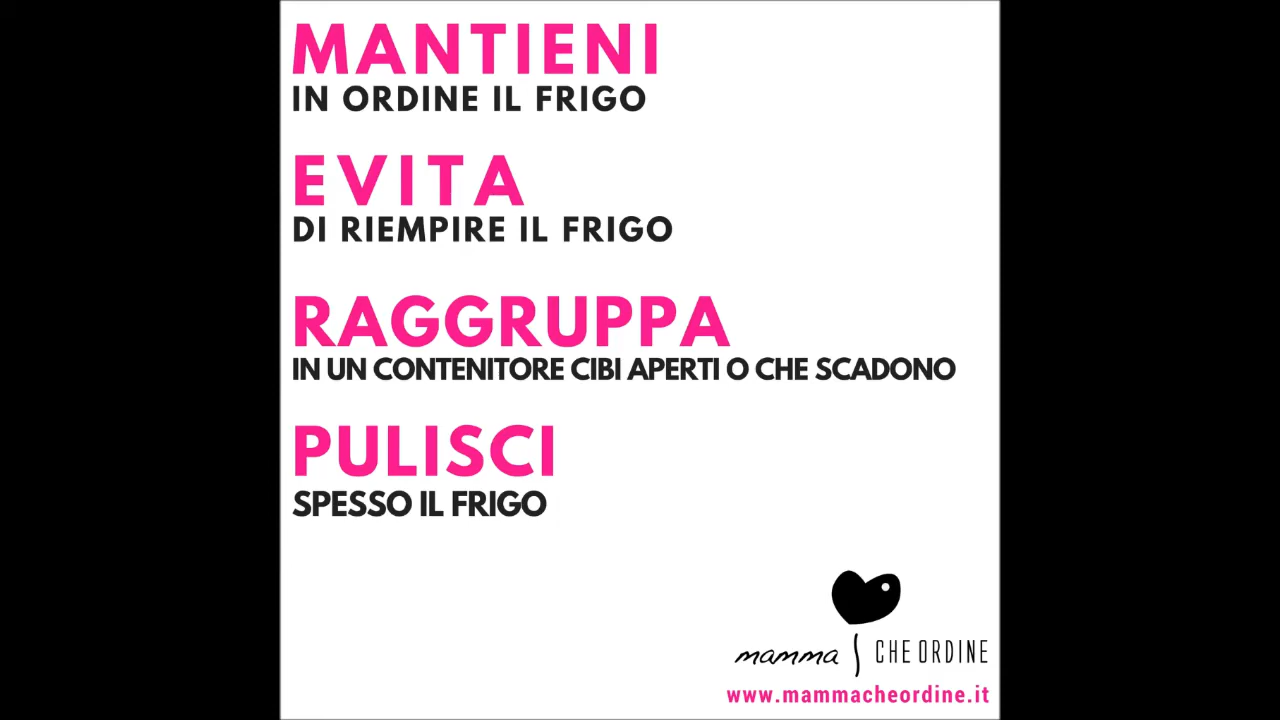 MANTIENI
IN ORDINE IL FRIGO
EVITA
DI RIEMPIRE IL FRIGO
RAGGRUPPA
IN UN CONTENITORE CIBI APERTI O CHE SCADONO
PULISCI
SPESSO IL FRIGO
mamma CHE ORDINE
www.mammacheordine.it